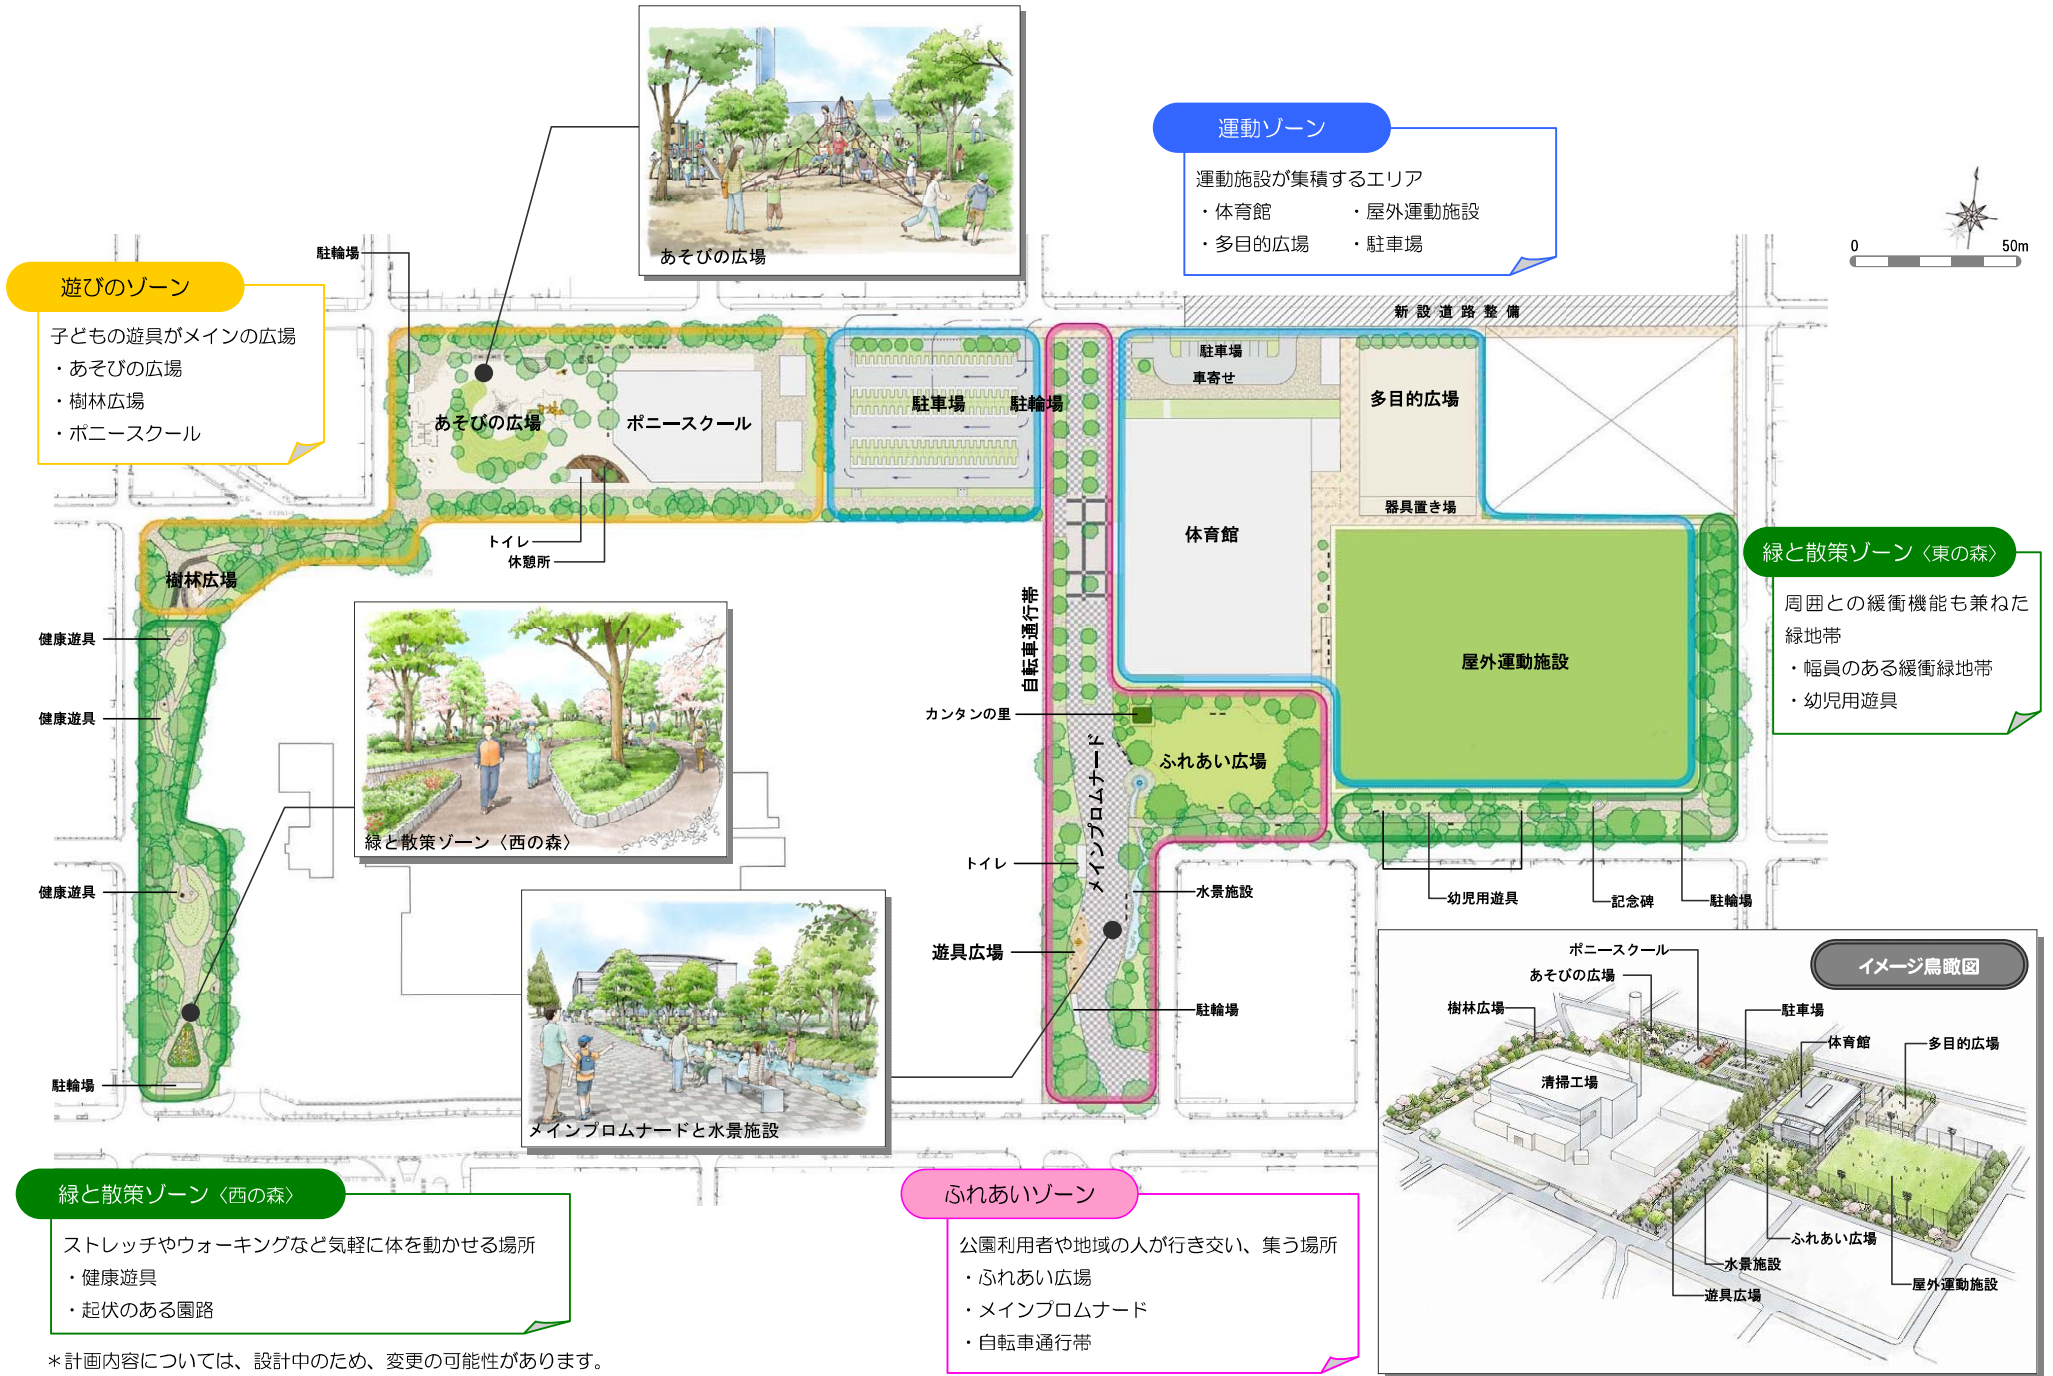 あそびの広場
運動ゾーン
運動施設が集積するエリア
・体育館
・屋外運動施設
・多目的広場
・駐車場
0
50m
遊びのゾーン
子どもの遊具がメインの広場
・あそびの広場
・樹林広場
・ポニースクール
駐輪場
新設道路整備
あそびの広場
ポニースクール
駐車場
駐輪場
駐車場
車寄せ
多目的広場
器具置き場
体育館
屋外運動施設
トイレ
休憩所
樹林広場
自転車通行帯
緑と散策ゾーン〈東の森〉
周囲との緩衝機能も兼ねた
緑地帯
・幅員のある緩衝緑地帯
・幼児用遊具
健康遊具
健康遊具
健康遊具
駐輪場
緑と散策ゾーン〈西の森〉
カンタンの里
ふれあい広場
メインプロムナード
トイレ
水景施設
遊具広場
駐輪場
幼児用遊具
記念碑
駐輪場
メインプロムナードと水景施設
イメージ鳥瞰図
ポニースクール
あそびの広場
樹林広場
駐車場
体育館
多目的広場
清掃工場
ふれあい広場
水景施設
遊具広場
屋外運動施設
緑と散策ゾーン〈西の森〉
ストレッチやウォーキングなど気軽に体を動かせる場所
・健康遊具
・起伏のある園路
ふれあいゾーン
公園利用者や地域の人が行き交い、集う場所
・ふれあい広場
・メインプロムナード
・自転車通行帯
＊計画内容については、設計中のため、変更の可能性があります。